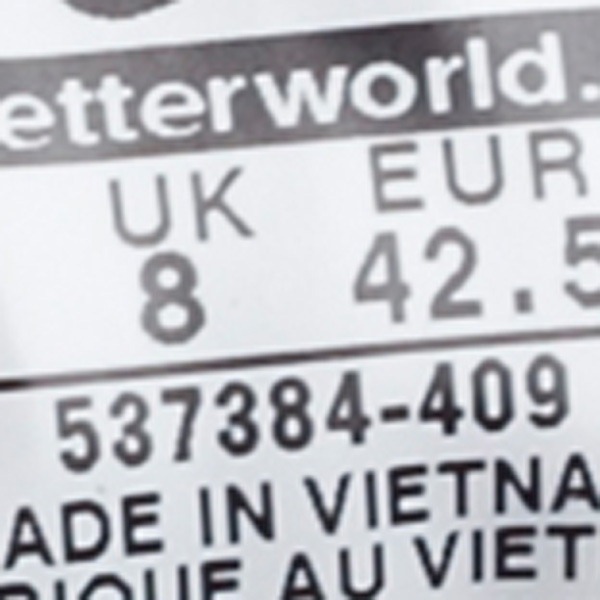 etterworld.
UK EUR
8 42.5
537384-409
ADE IN VIETNA
RIQUE AU VIET